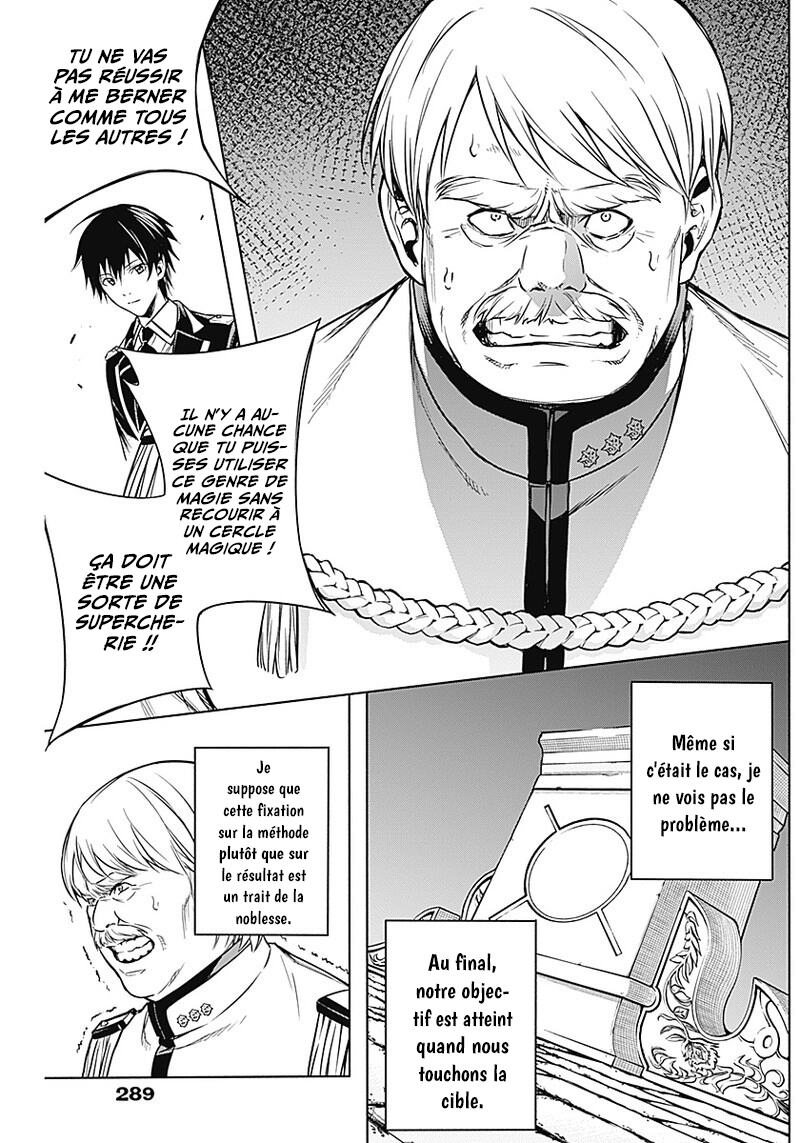 TU NE VAS
PAS RÉUSSIR
À ME BERNER
COMME TOUS
LES AUTRES !
IL N'Y A AU-
CUNE CHANCE
QUE TU PUIS-
SES UTILISER
CE GENRE DE
MAGIE SANS
RECOURIR À
UN CERCLE
MAGIQUE !
ÇA DOIT
ÊTRE UNE
SORTE DE
SUPERCHE-
RIE !!
Même si
c'était le cas, je
ne vois pas le
problème...
Au final,
notre objec-
tif est atteint
quand nous
touchons la
cible.
Je
suppose que
cette fixation
sur la méthode
plutôt que sur
le résultat est
un trait de la
noblesse.
289